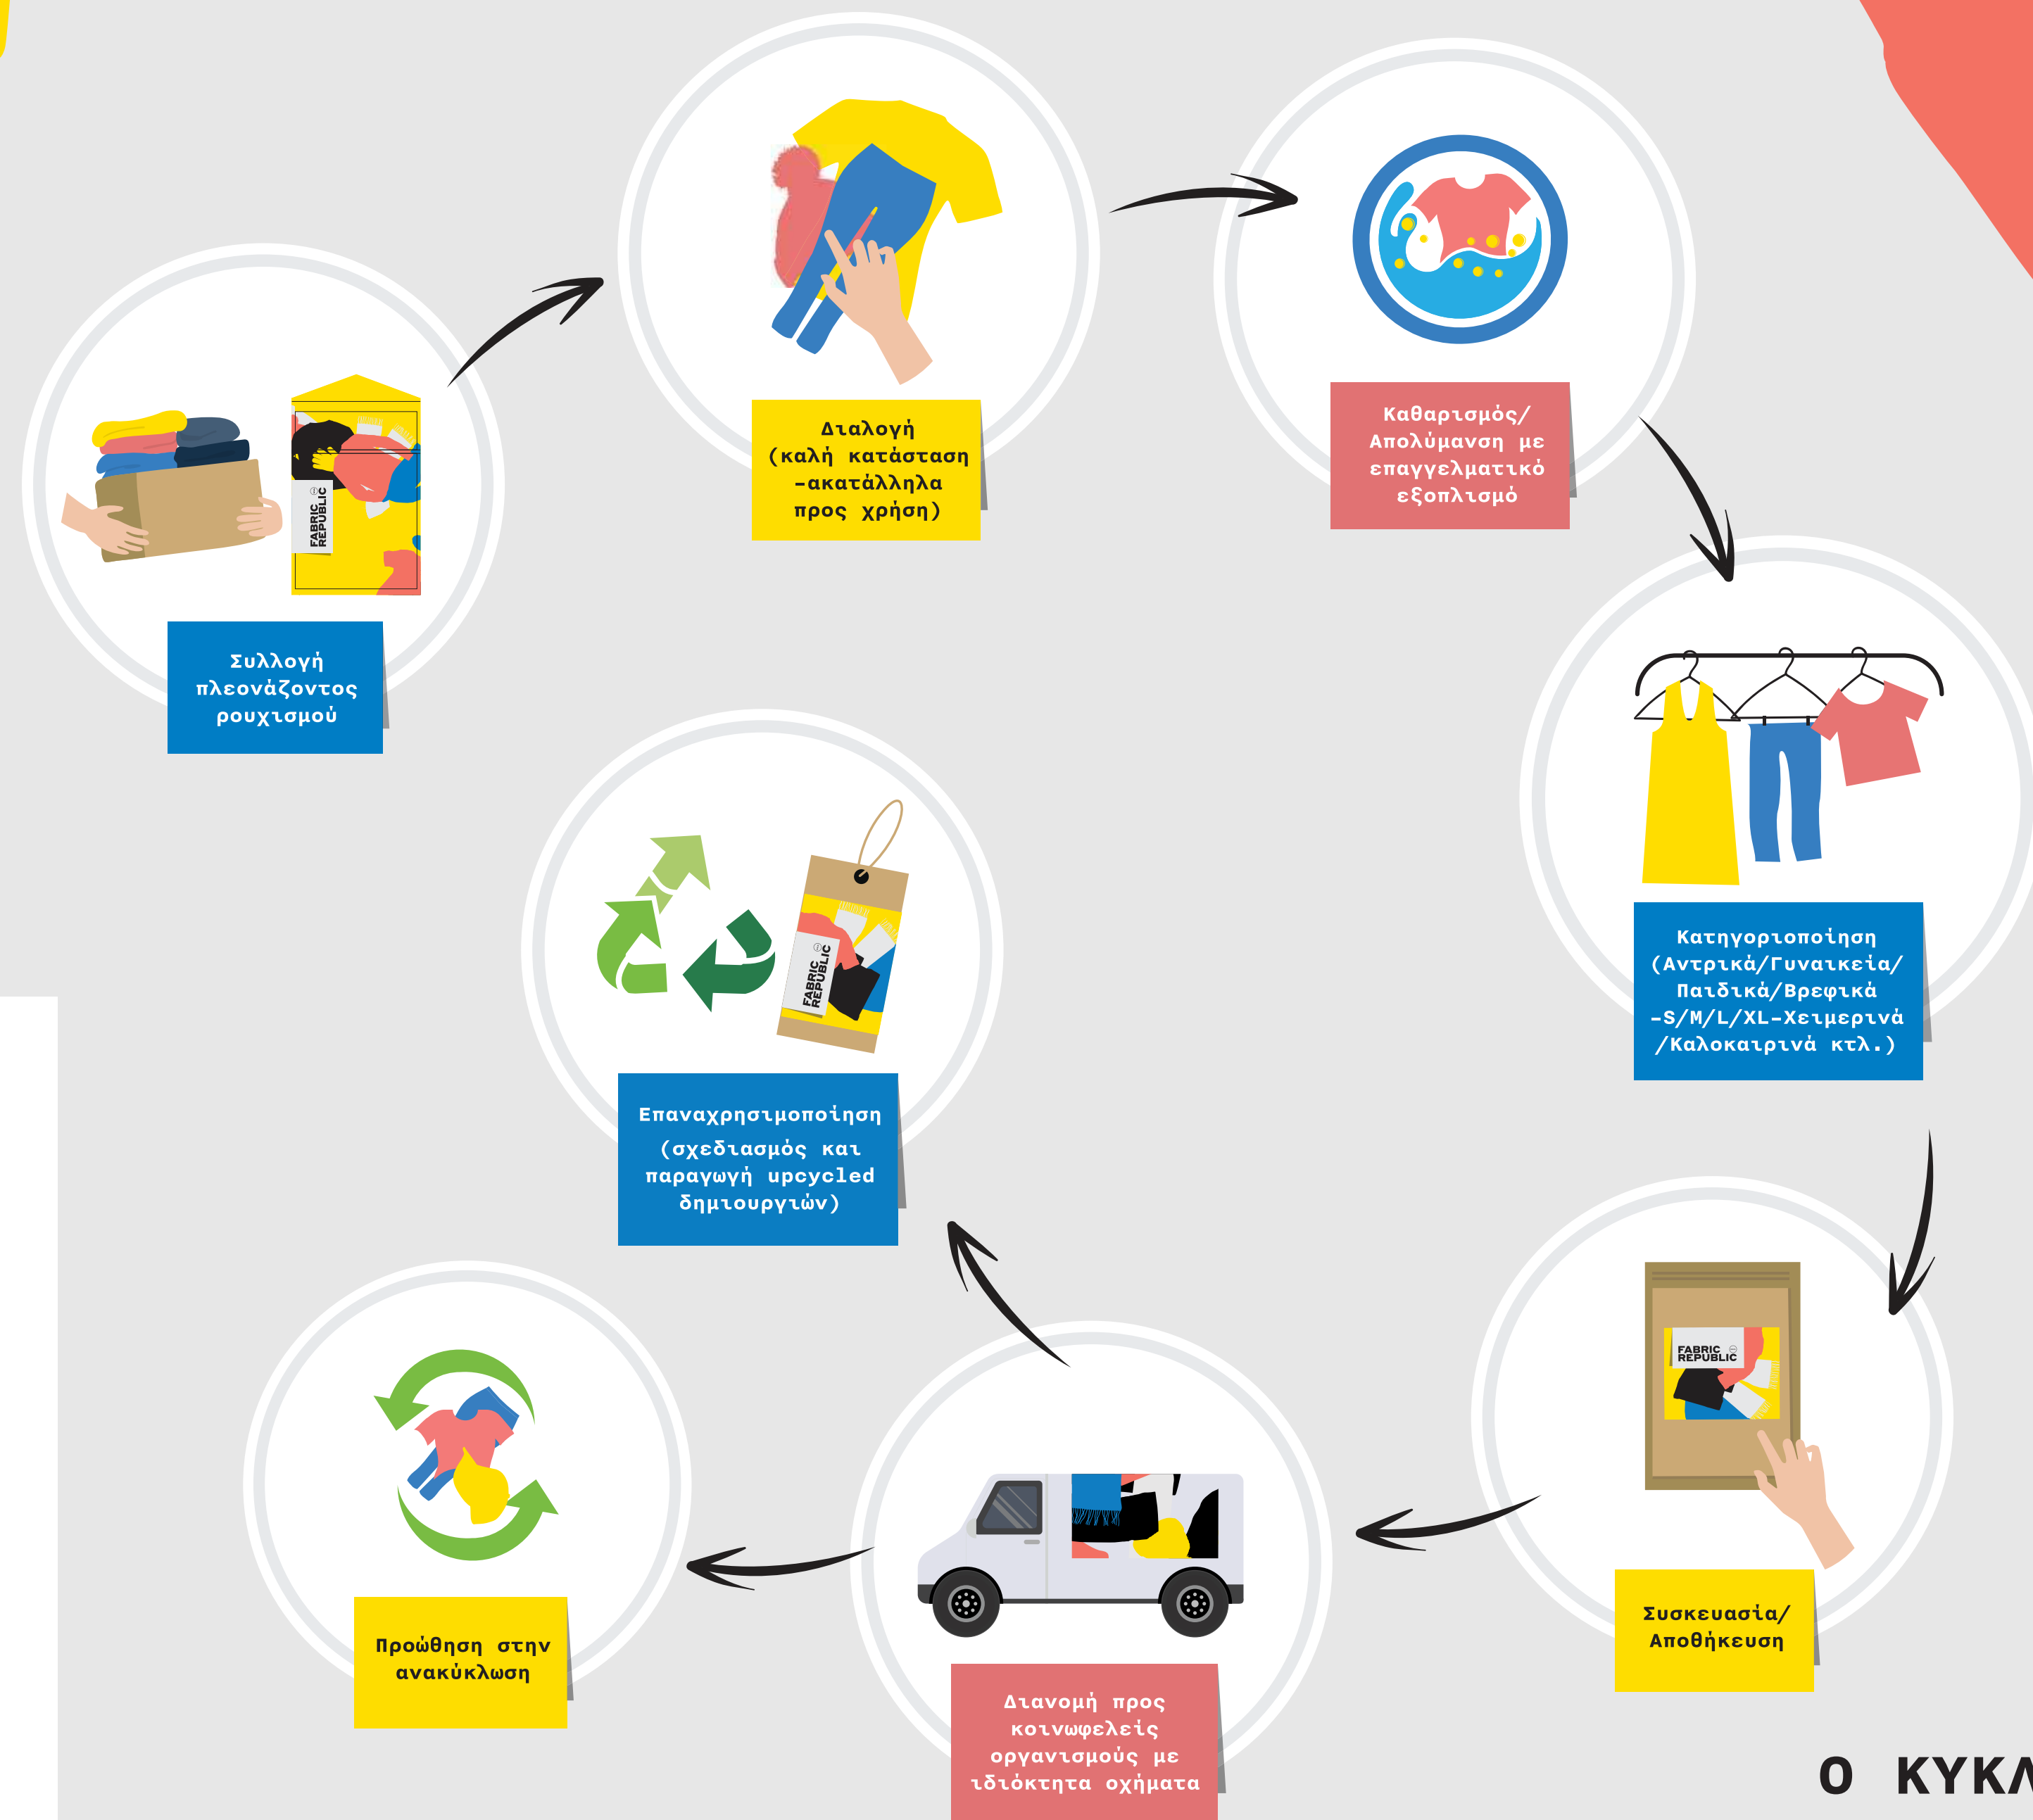 Συλλογή
πλεονάζοντος
ρουχισμού
FABRIC
REPUBLIC
Διαλογή
(καλή κατάσταση
-ακατάλληλα
προς χρήση)
Καθαρισμός/
Απολύμανση με
επαγγελματικό
εξοπλισμό
Κατηγοριοποίηση
(Αντρικά/Γυναικεία/
Παιδικά/Βρεφικά
-S/M/L/XL-Χειμερινά
/Καλοκαιρινά κτλ.)
FABRIC
REPUBLIC
Συσκευασία/
Αποθήκευση
Διανομή προς
κοινωφελείς
οργανισμούς με
ιδιόκτητα οχήματα
FABRIC
REPUBLIC
Επαναχρησιμοποίηση
(σχεδιασμός και
παραγωγή upcycled
δημιουργιών)
Προώθηση στην
ανακύκλωση
Ο ΚΥΚΛ